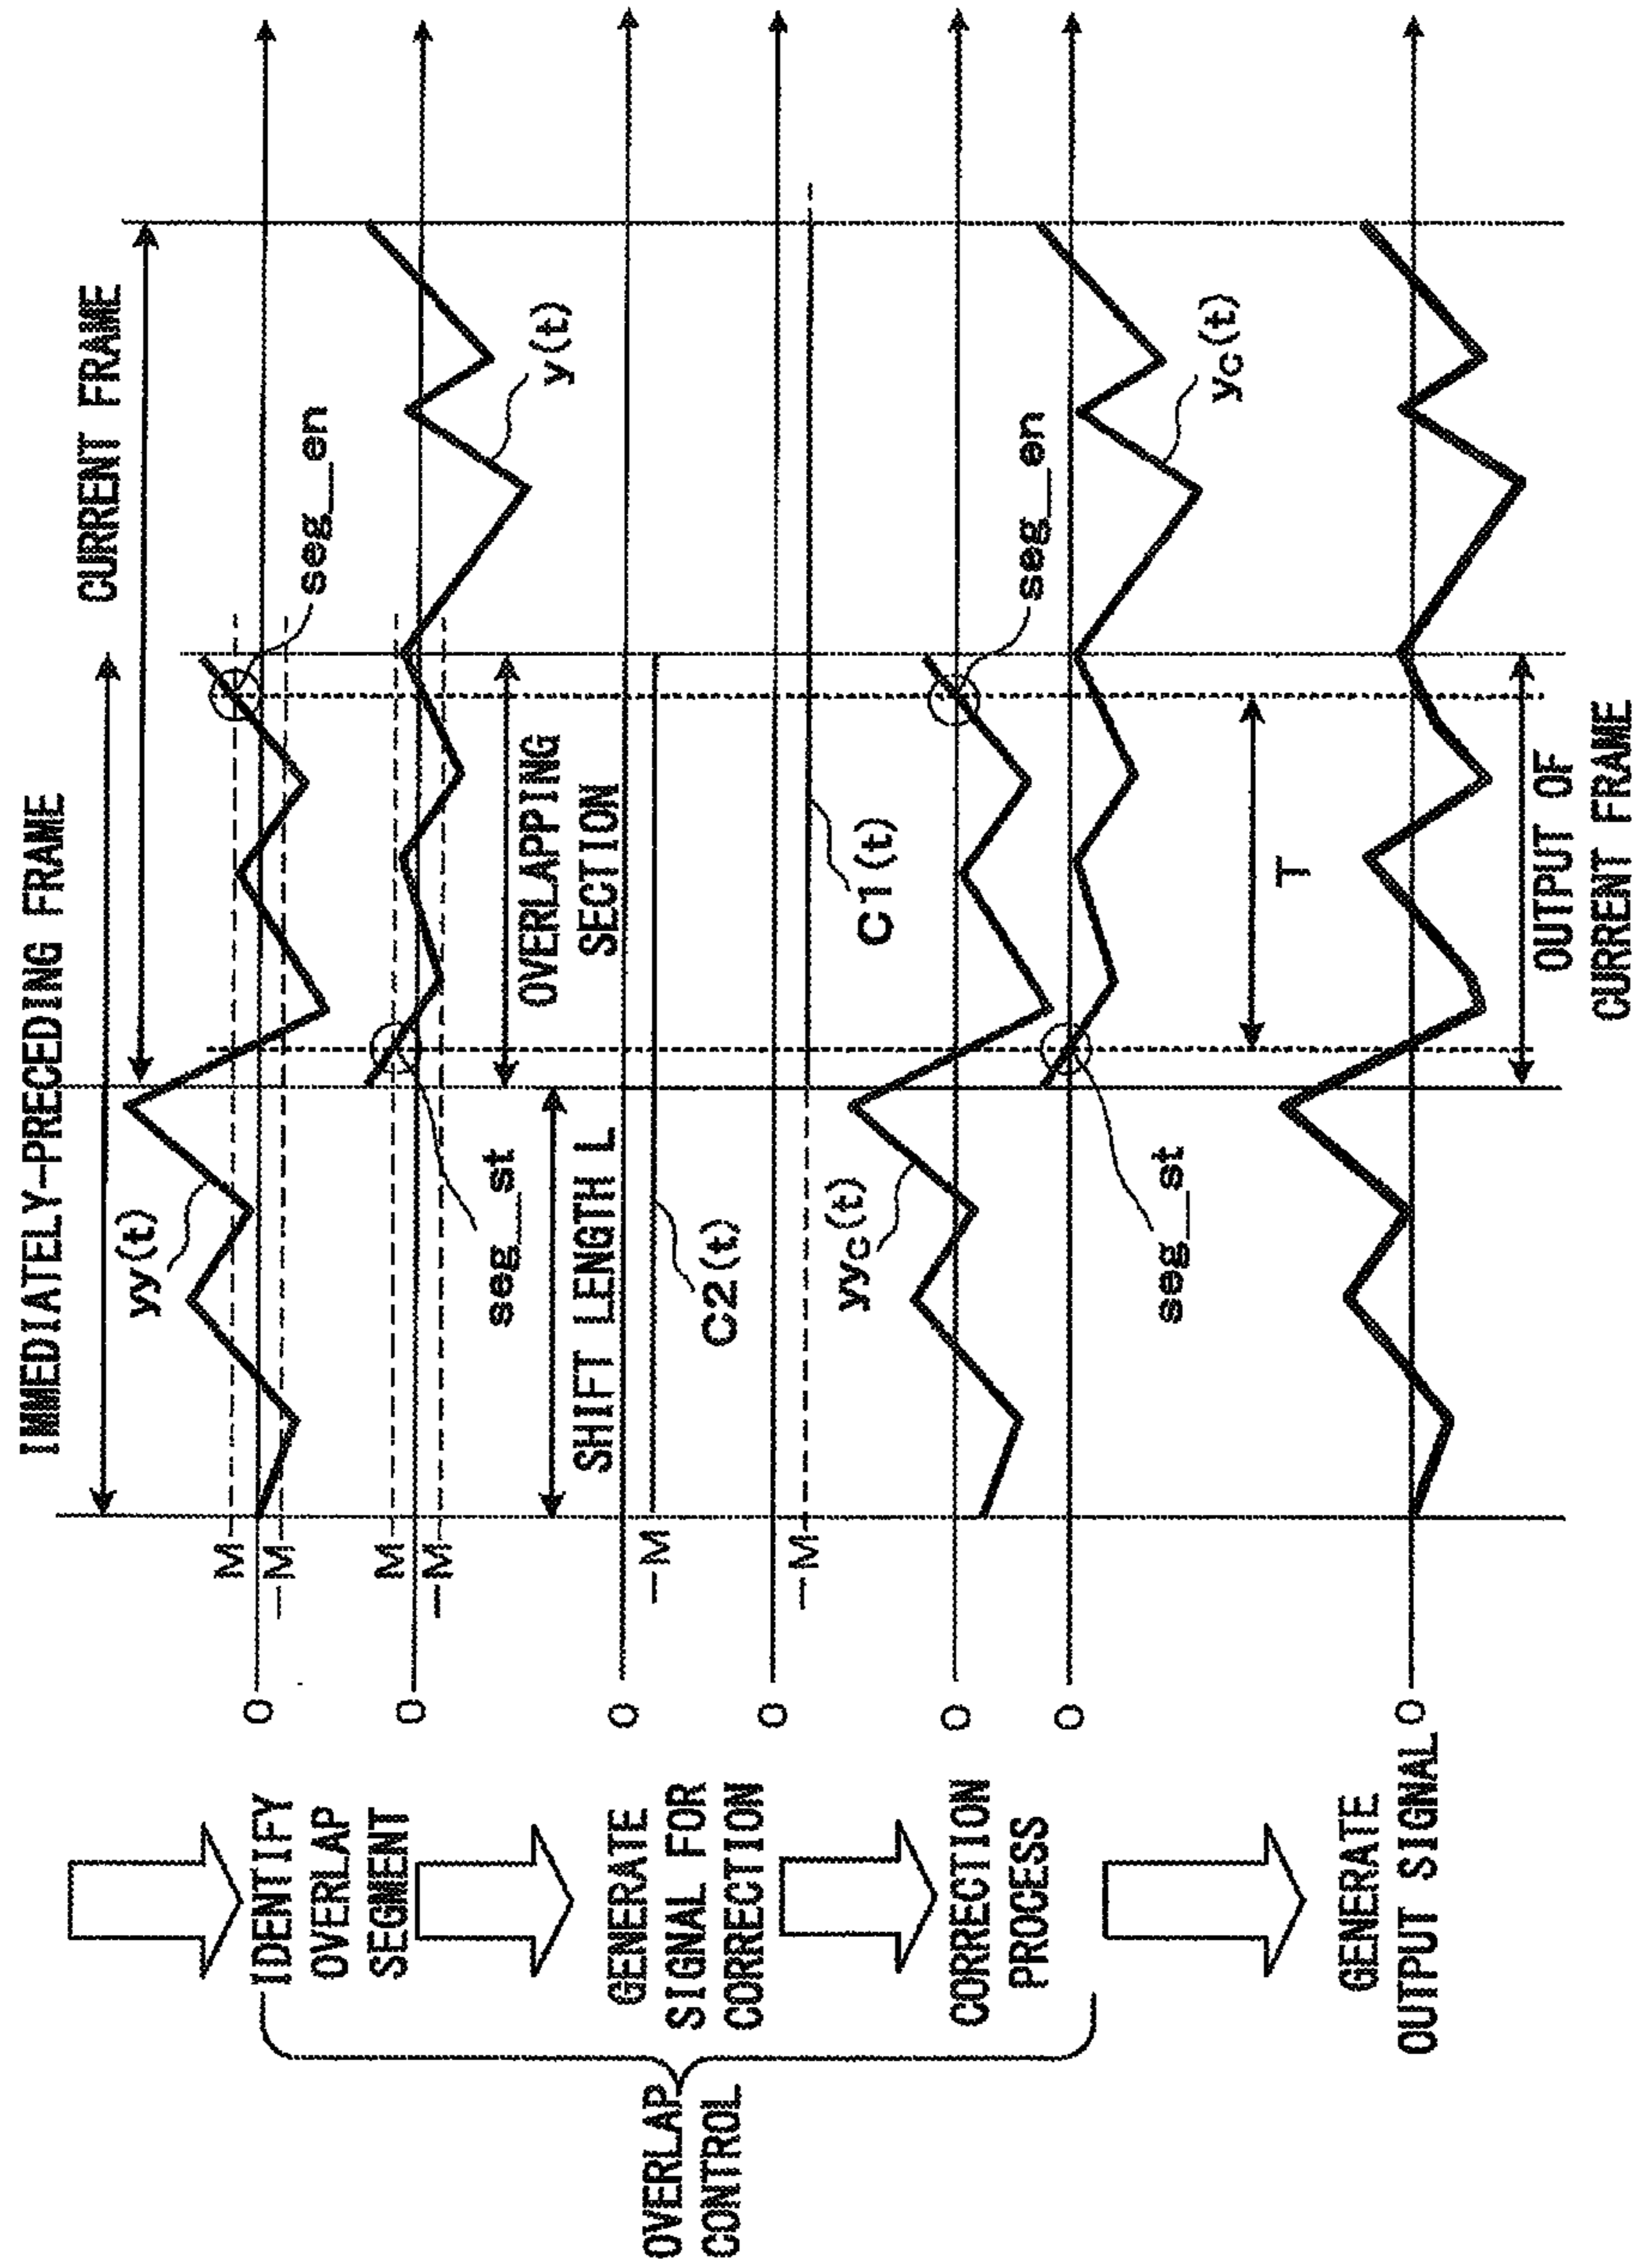 IMMEDIATELY-PRECEDING FRAME
CURRENT FRAME
yy(t)
seg_en
M
0
-M
y(t)
seg_st
M
0
-M
SHIFT LENGTH L
OVERLAPPING
SECTION
0
-M
C2(t)
0
-M
C1(t)
yyc(t)
seg_en
0
yc(t)
seg_st
0
T
0
OUTPUT OF
CURRENT FRAME
OVERLAP
CONTROL
IDENTIFY
OVERLAP
SEGMENT
GENERATE
SIGNAL FOR
CORRECTION
CORRECTION
PROCESS
GENERATE
OUTPUT SIGNAL